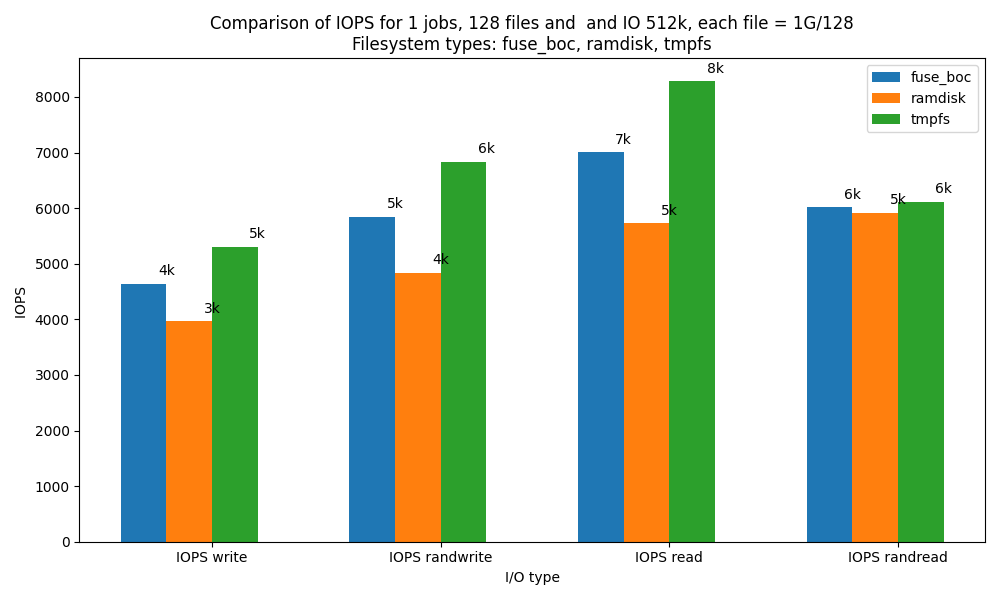 Comparison of IOPS for 1 jobs, 128 files and  and IO 512k, each file = 1G/128
Filesystem types: fuse_boc, ramdisk, tmpfs
fuse_boc
ramdisk
tmpfs
IOPS
8000
7000
6000
5000
4000
3000
2000
1000
0
4k
3k
5k
5k
4k
6k
7k
5k
8k
6k
5k
6k
IOPS write
IOPS randwrite
IOPS read
IOPS randread
I/O type